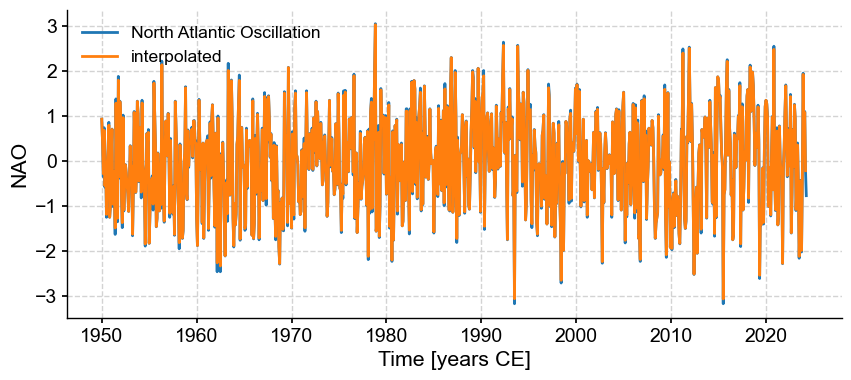 North Atlantic Oscillation
interpolated
3
2
1
0
−1
−2
−3
NAO
1950 1960 1970 1980 1990 2000 2010 2020
Time [years CE]